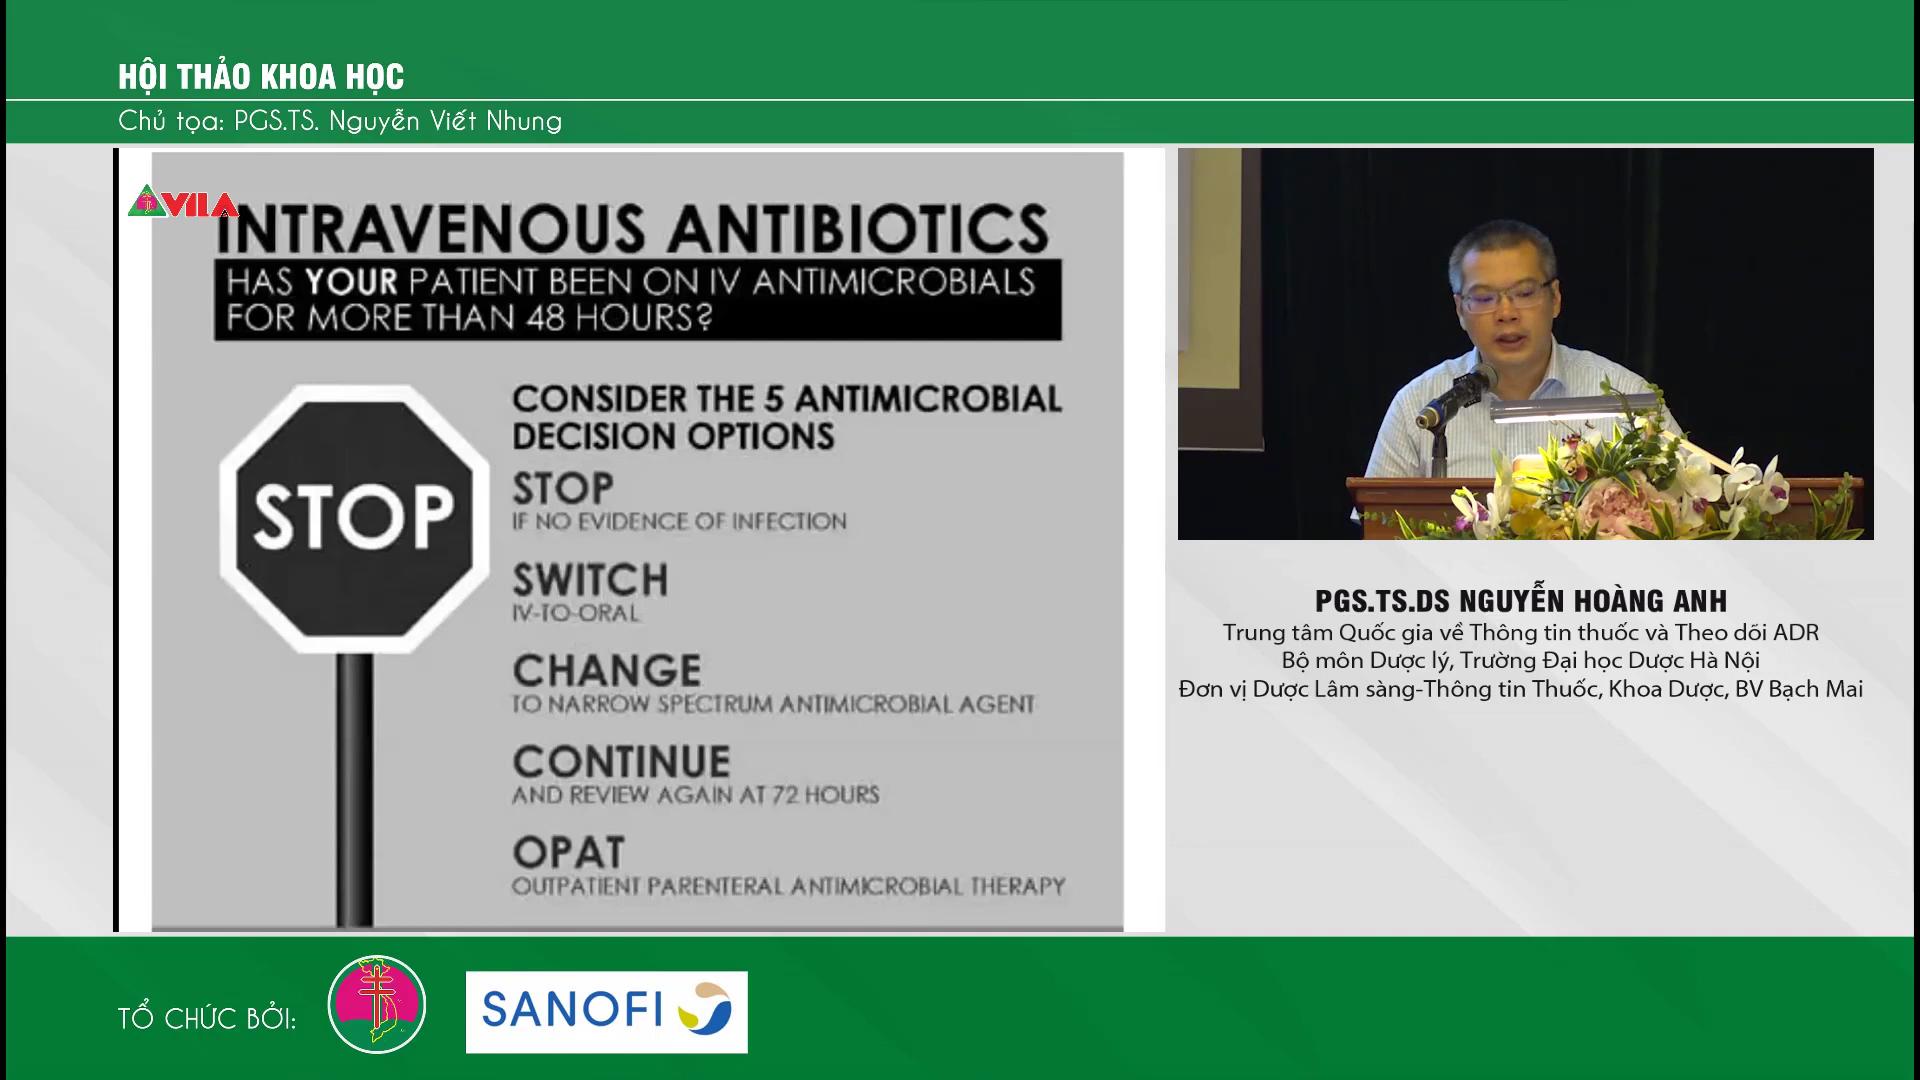 HỘI THẢO KHOA HỌC
Chủ tọa: PGS.TS. Nguyễn Viết Nhung
VILA
INTRAVENOUS ANTIBIOTICS
HAS YOUR PATIENT BEEN ON IV ANTIMICROBIALS
FOR MORE THAN 48 HOURS?
STOP
CONSIDER THE 5 ANTIMICROBIAL
DECISION OPTIONS
STOP
IF NO EVIDENCE OF INFECTION
SWITCH
IV-TO-ORAL
CHANGE
TO NARROW SPECTRUM ANTIMICROBIAL AGENT
CONTINUE
AND REVIEW AGAIN AT 72 HOURS
OPAT
OUTPATIENT PARENTERAL ANTIMICROBIAL THERAPY
PGS.TS.DS NGUYỄN HOÀNG ANH
Trung tâm Quốc gia về Thông tin thuốc và Theo dõi ADR
Bộ môn Dược lý, Trường Đại học Dược Hà Nội
Đơn vị Dược Lâm sàng-Thông tin Thuốc, Khoa Dược, BV Bạch Mai
TỔ CHỨC BỞI:
SANOFI